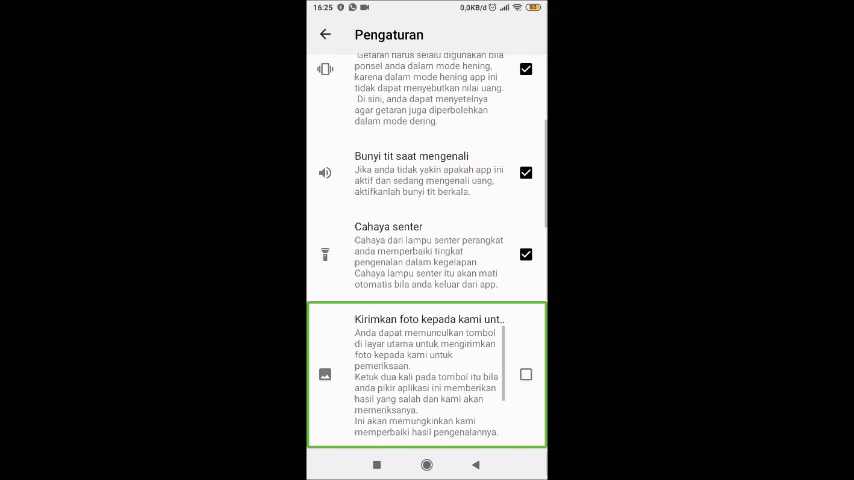 16:25
0,0KB/d
82
Pengaturan
Getaran harus selalu digunakan bila
ponsel anda dalam mode hening,
karena dalam mode hening app ini
tidak dapat menyebutkan nilai uang.
Di sini, anda dapat menyetelnya
agar getaran juga diperbolehkan
dalam mode dering.
Bunyi tit saat mengenali
Jika anda tidak yakin apakah app ini
aktif dan sedang mengenali uang,
aktifkanlah bunyi tit berkala.
Cahaya senter
Cahaya dari lampu senter perangkat
anda memperbaiki tingkat
pengenalan dalam kegelapan.
Cahaya lampu senter itu akan mati
otomatis bila anda keluar dari app.
Kirimkan foto kepada kami unt..
Anda dapat memunculkan tombol
di layar utama untuk mengirimkan
foto kepada kami untuk
pemeriksaan.
Ketuk dua kali pada tombol itu bila
anda pikir aplikasi ini memberikan
hasil yang salah dan kami akan
memeriksanya.
Ini akan memungkinkan kami
memperbaiki hasil pengenalannya.